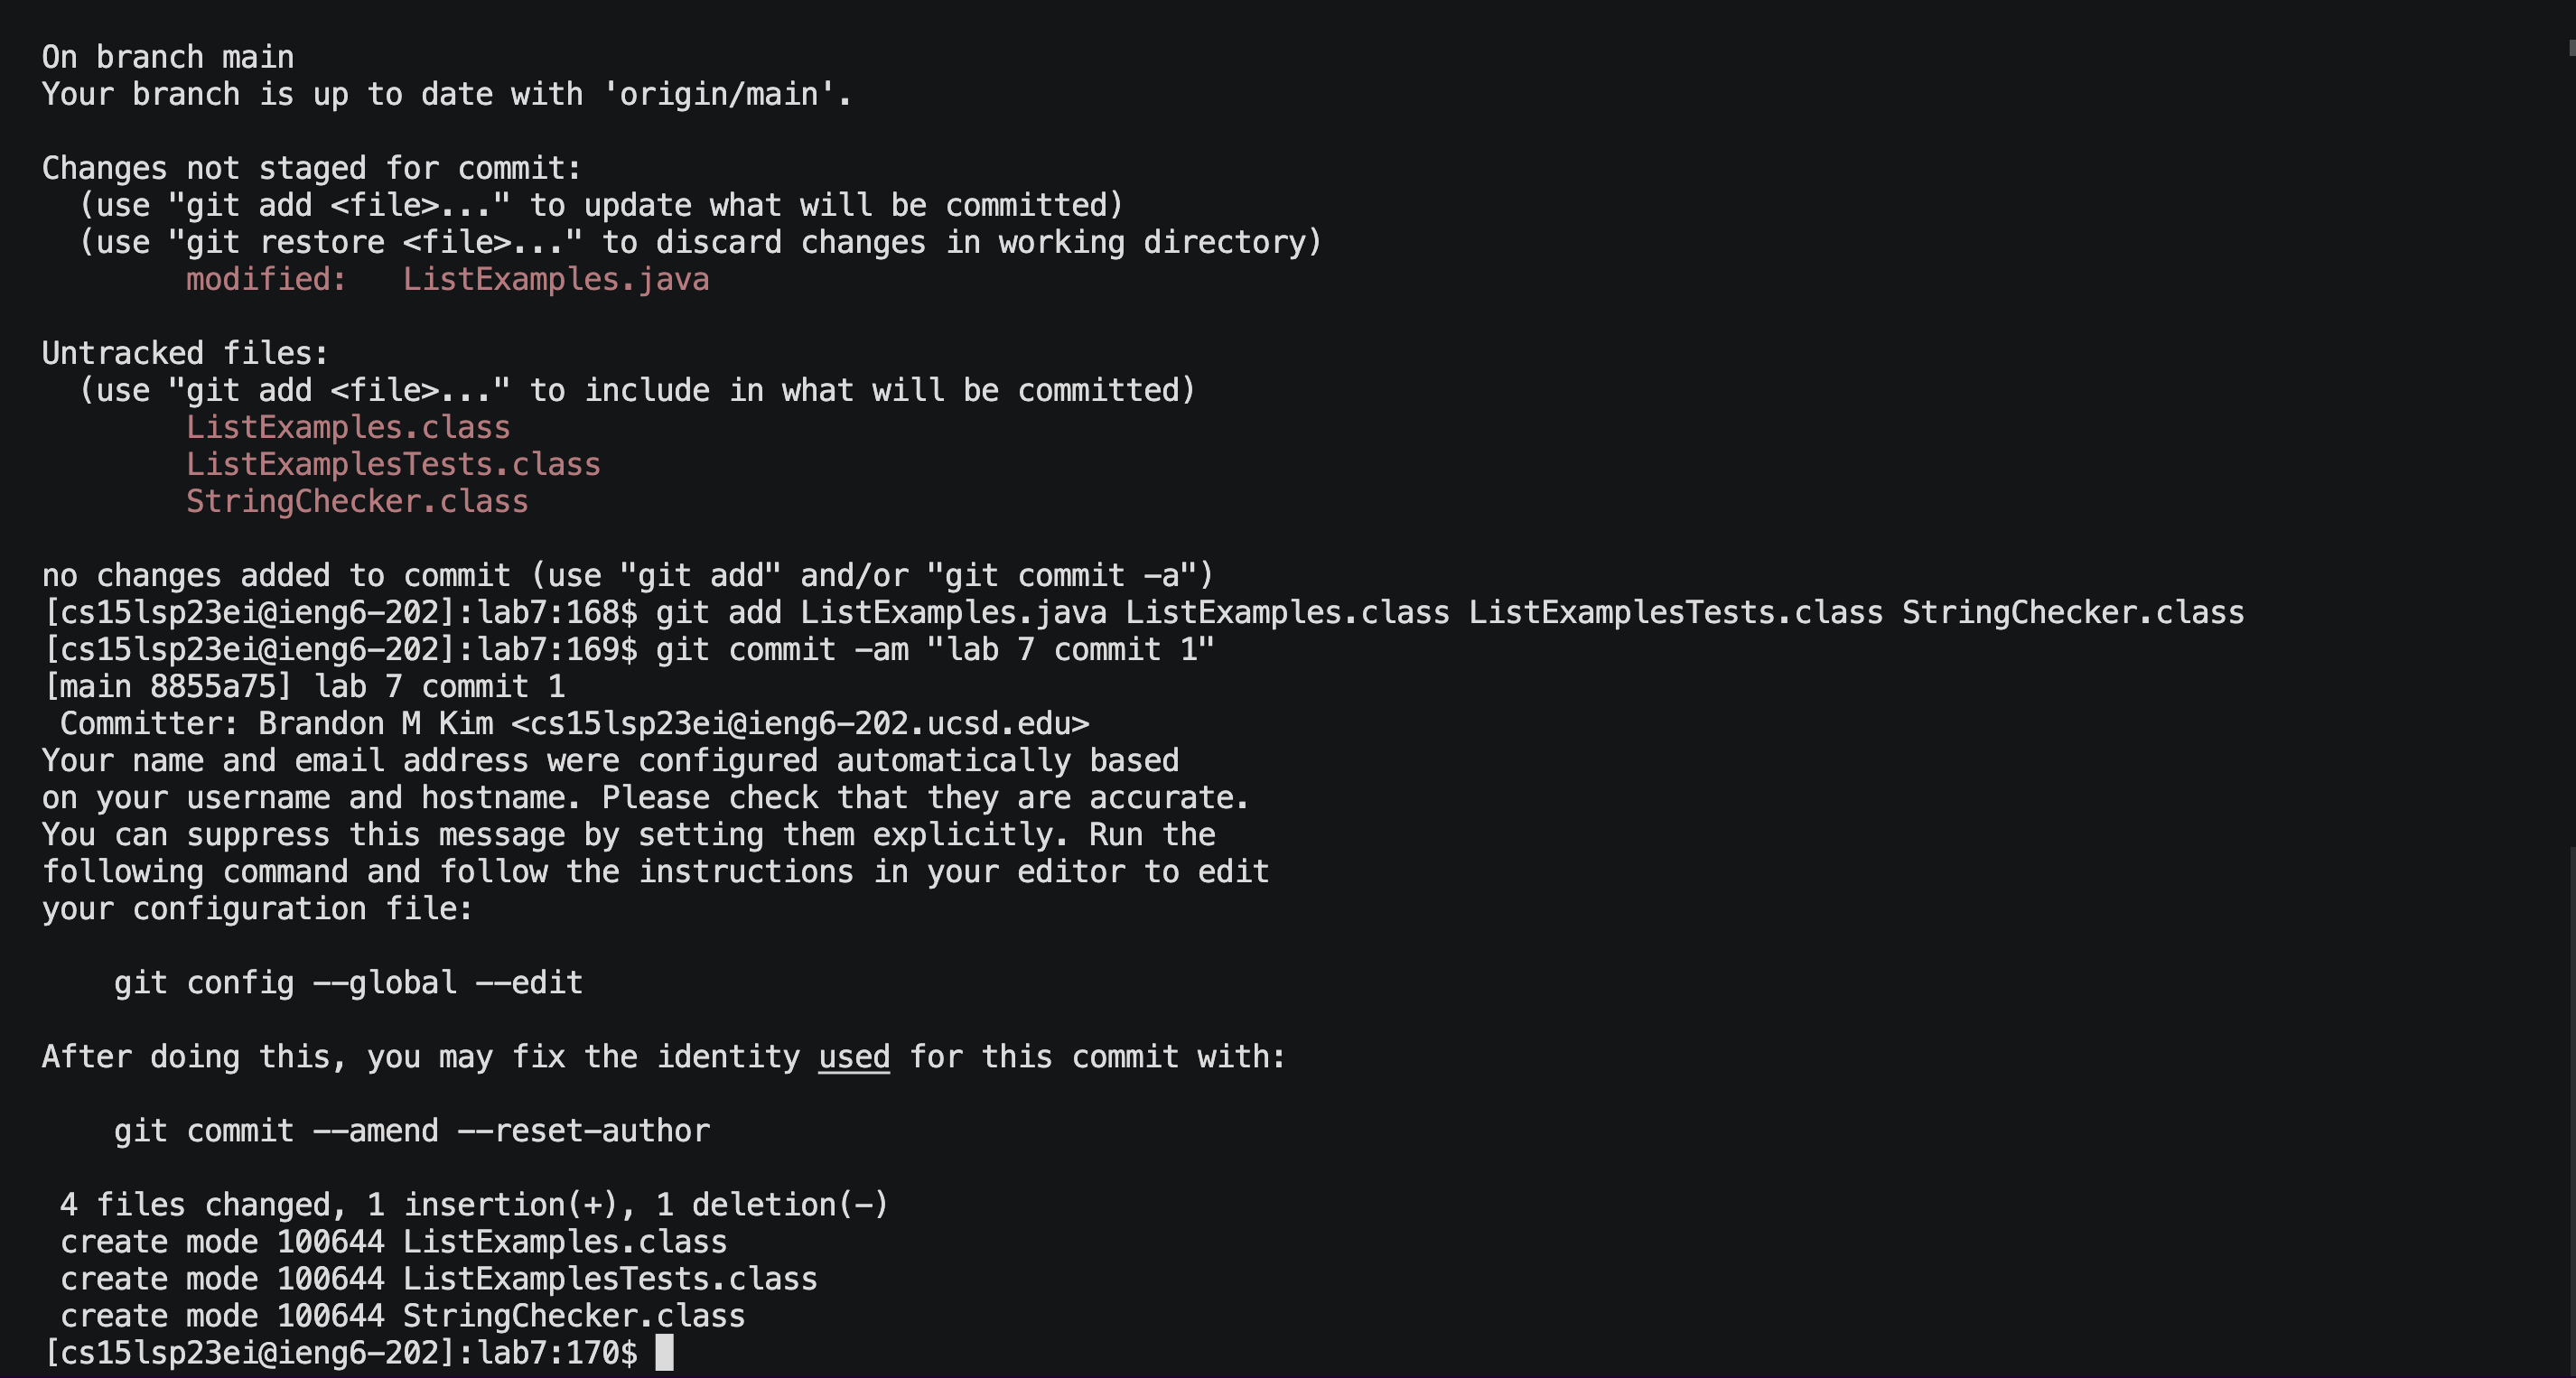 On branch main
Your branch is up to date with 'origin/main'.
Changes not staged for commit:
  (use "git add <file>..." to update what will be committed)
  (use "git restore <file>..." to discard changes in working directory)
        modified:   ListExamples.java
Untracked files:
  (use "git add <file>..." to include in what will be committed)
        ListExamples.class
        ListExamplesTests.class
        StringChecker.class
no changes added to commit (use "git add" and/or "git commit -a")
[cs15lsp23ei@ieng6-202]:lab7:168$ git add ListExamples.java ListExamples.class ListExamplesTests.class StringChecker.class
[cs15lsp23ei@ieng6-202]:lab7:169$ git commit -am "lab 7 commit 1"
[main 8855a75] lab 7 commit 1
 Committer: Brandon M Kim <cs15lsp23ei@ieng6-202.ucsd.edu>
Your name and email address were configured automatically based
on your username and hostname. Please check that they are accurate.
You can suppress this message by setting them explicitly. Run the
following command and follow the instructions in your editor to edit
your configuration file:
    git config --global --edit
After doing this, you may fix the identity used for this commit with:
    git commit --amend --reset-author
 4 files changed, 1 insertion(+), 1 deletion(-)
 create mode 100644 ListExamples.class
 create mode 100644 ListExamplesTests.class
 create mode 100644 StringChecker.class
[cs15lsp23ei@ieng6-202]:lab7:170$